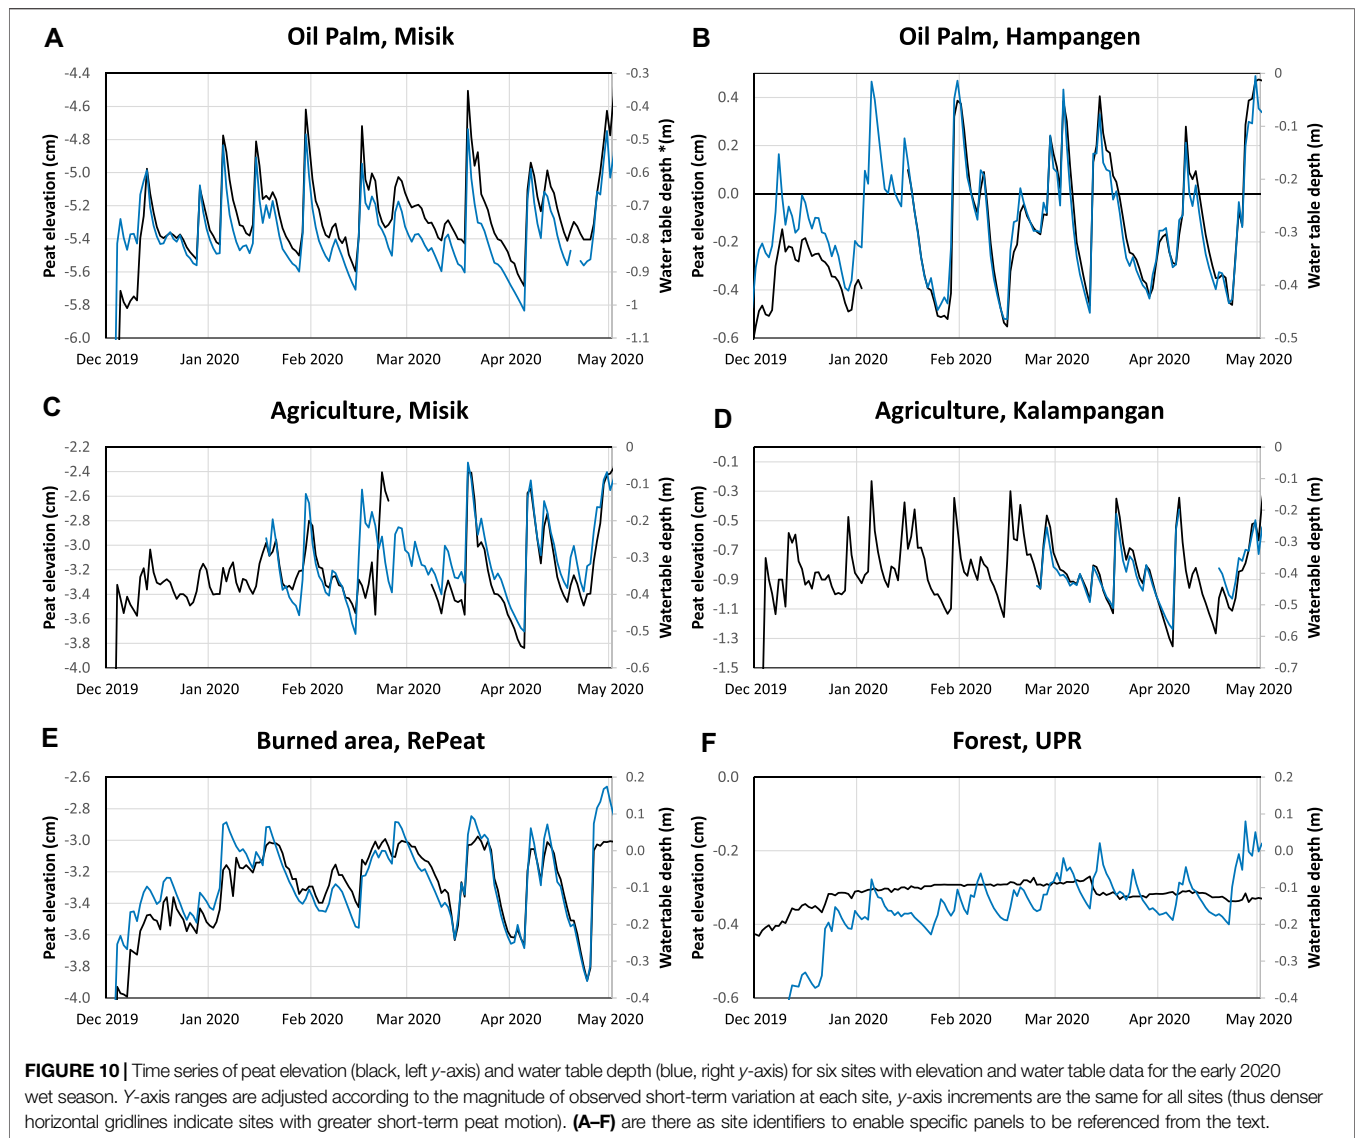 A
Oil Palm, Misik
Peat elevation (cm)
-4.4
-4.6
-4.8
-5.0
-5.2
-5.4
-5.6
-5.8
-6.0
-0.3
-0.4
-0.5
-0.6
-0.7
-0.8
-0.9
-1
-1.1
Water table depth *(m)
Dec 2019 Jan 2020 Feb 2020 Mar 2020 Apr 2020 May 2020
B
Oil Palm, Hampangen
Peat elevation (cm)
0.4
0.2
0.0
-0.2
-0.4
-0.6
0
-0.1
-0.2
-0.3
-0.4
-0.5
Water table depth (m)
Dec 2019 Jan 2020 Feb 2020 Mar 2020 Apr 2020 May 2020
C
Agriculture, Misik
Peat elevation (cm)
-2.2
-2.4
-2.6
-2.8
-3.0
-3.2
-3.4
-3.6
-3.8
-4.0
0
-0.1
-0.2
-0.3
-0.4
-0.5
-0.6
Watertable depth (m)
Dec 2019 Jan 2020 Feb 2020 Mar 2020 Apr 2020 May 2020
D
Agriculture, Kalampangan
Peat elevation (cm)
-0.1
-0.3
-0.5
-0.7
-0.9
-1.1
-1.3
-1.5
0
-0.1
-0.2
-0.3
-0.4
-0.5
-0.6
-0.7
Watertable depth (m)
Dec 2019 Jan 2020 Feb 2020 Mar 2020 Apr 2020 May 2020
E
Burned area, RePeat
Peat elevation (cm)
-2.6
-2.8
-3.0
-3.2
-3.4
-3.6
-3.8
-4.0
0.2
0.1
0.0
-0.1
-0.2
-0.3
-0.4
Watertable depth (m)
Dec 2019 Jan 2020 Feb 2020 Mar 2020 Apr 2020 May 2020
F
Forest, UPR
Peat elevation (cm)
0.0
-0.2
-0.4
-0.6
0.2
0.1
0.0
-0.1
-0.2
-0.3
-0.4
Watertable depth (m)
Dec 2019 Jan 2020 Feb 2020 Mar 2020 Apr 2020 May 2020
FIGURE 10 | Time series of peat elevation (black, left y-axis) and water table depth (blue, right y-axis) for six sites with elevation and water table data for the early 2020
wet season. Y-axis ranges are adjusted according to the magnitude of observed short-term variation at each site, y-axis increments are the same for all sites (thus denser
horizontal gridlines indicate sites with greater short-term peat motion). (A–F) are there as site identifiers to enable specific panels to be referenced from the text.